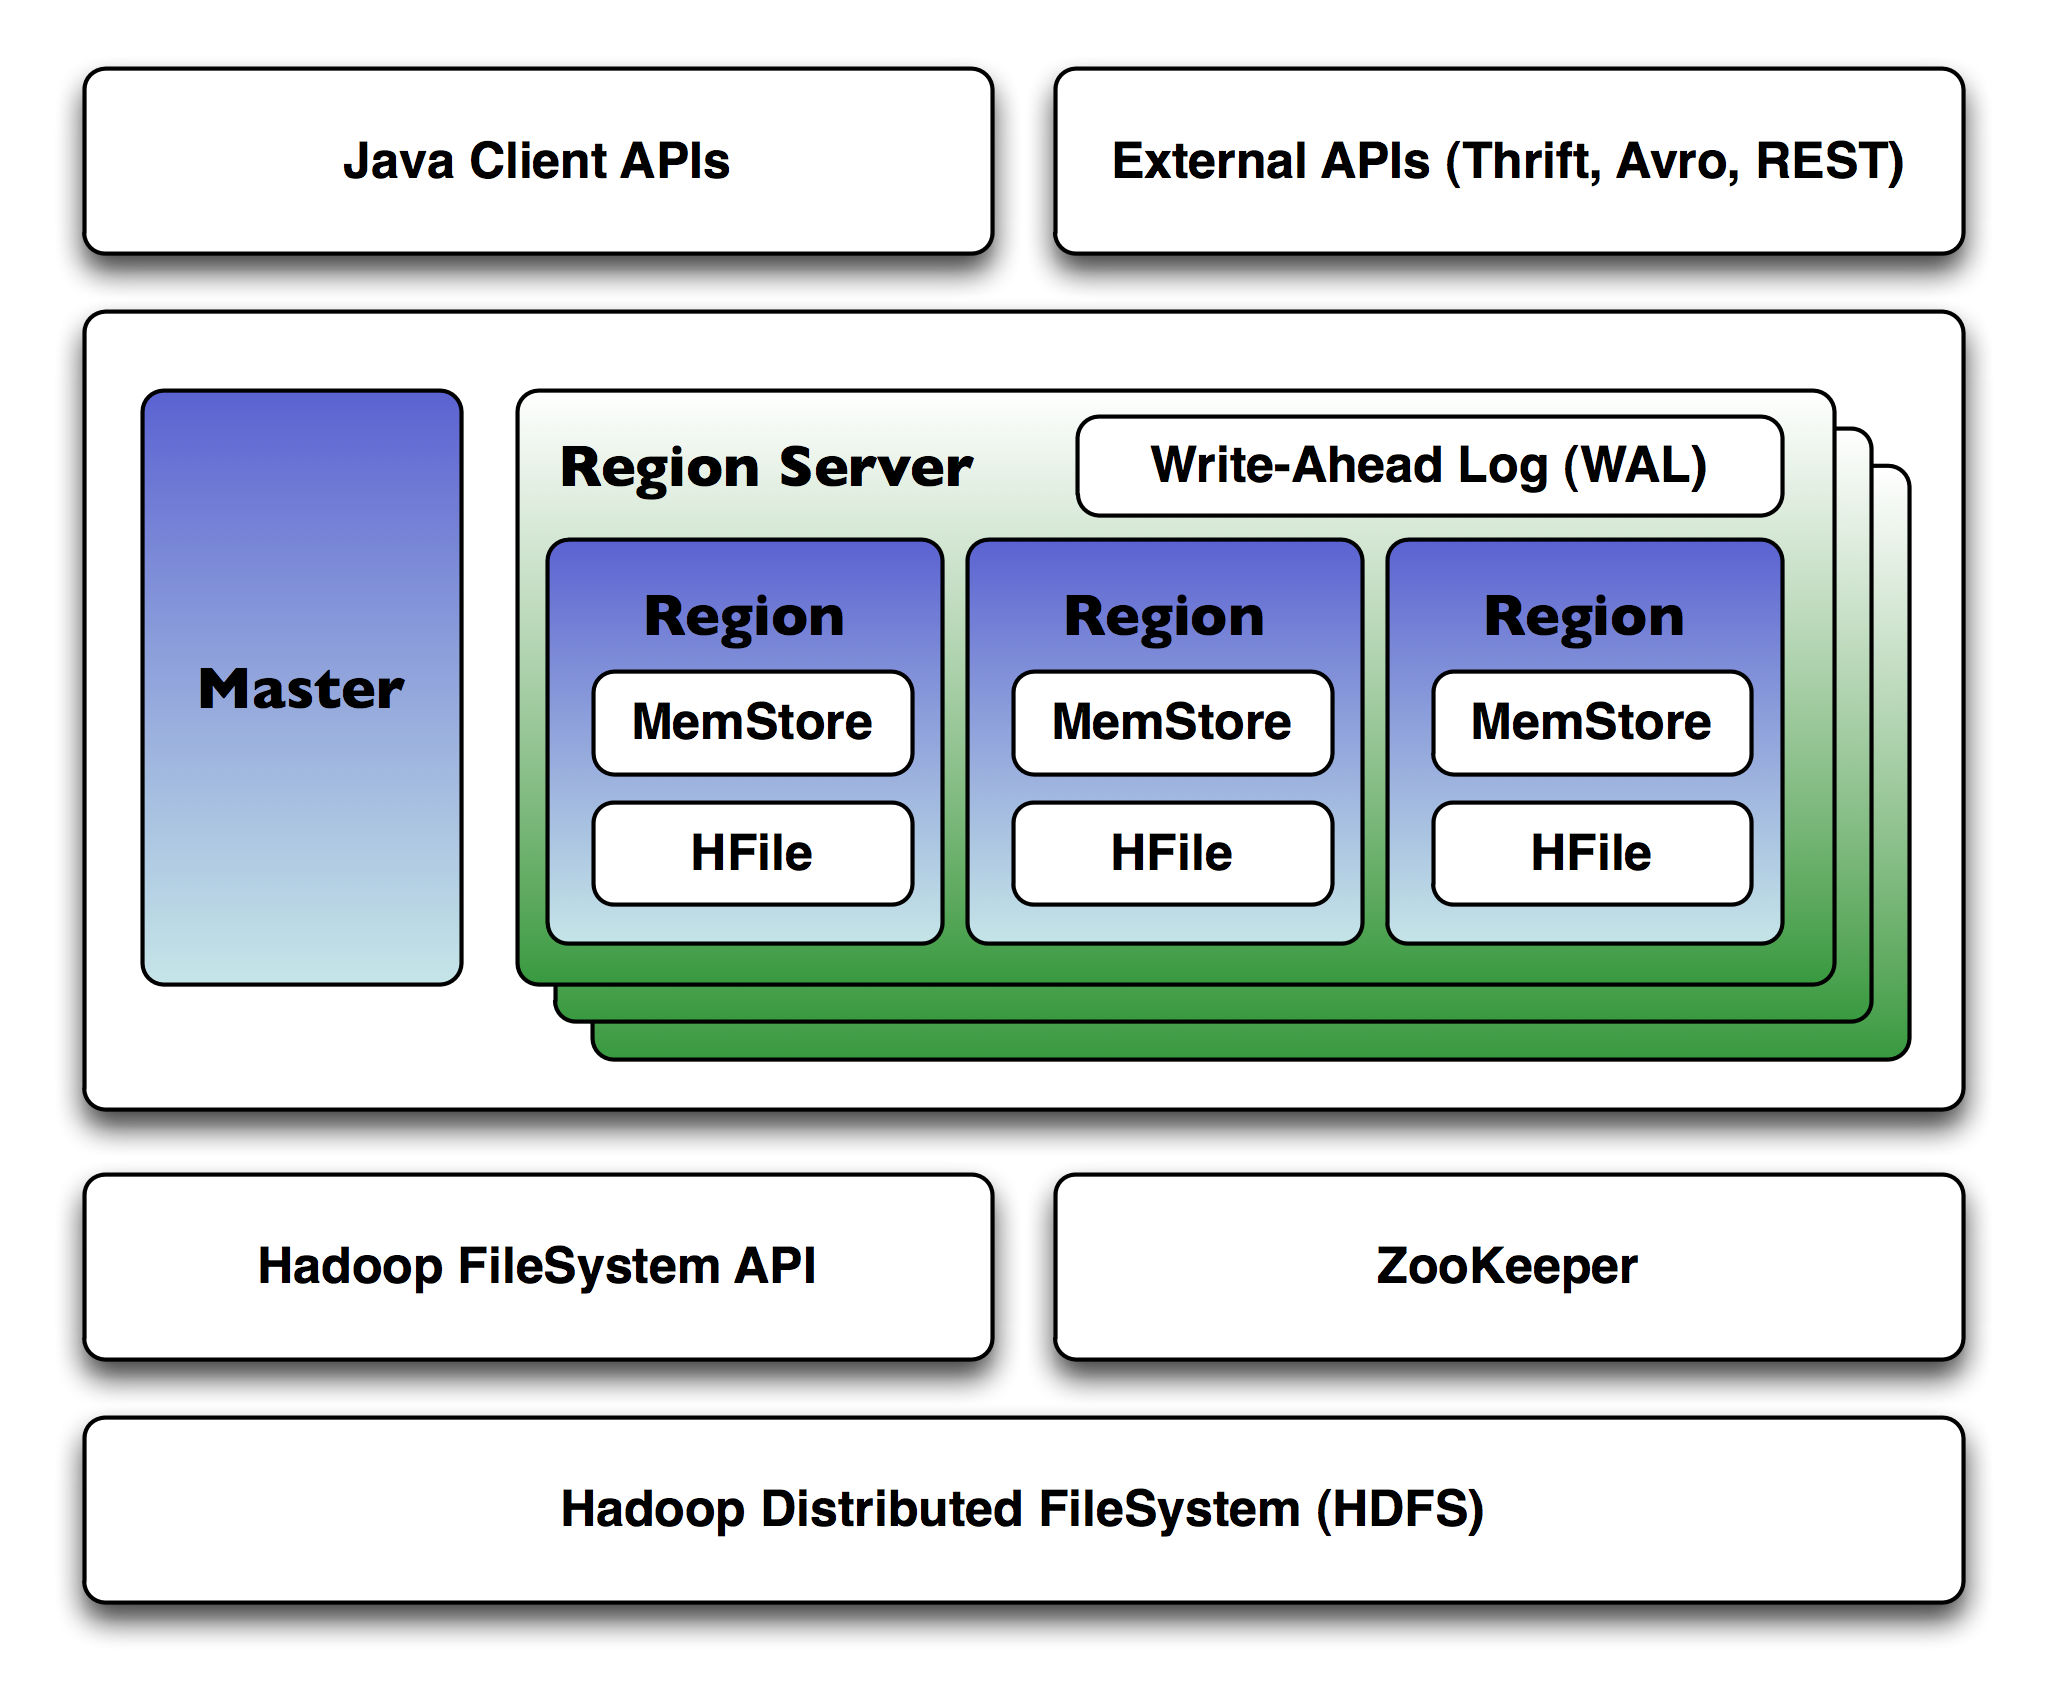 Java Client APIs
External APIs (Thrift, Avro, REST)
Region Server
Write-Ahead Log (WAL)
Master
Region
MemStore
HFile
Region
MemStore
HFile
Region
MemStore
HFile
Hadoop FileSystem API
ZooKeeper
Hadoop Distributed FileSystem (HDFS)